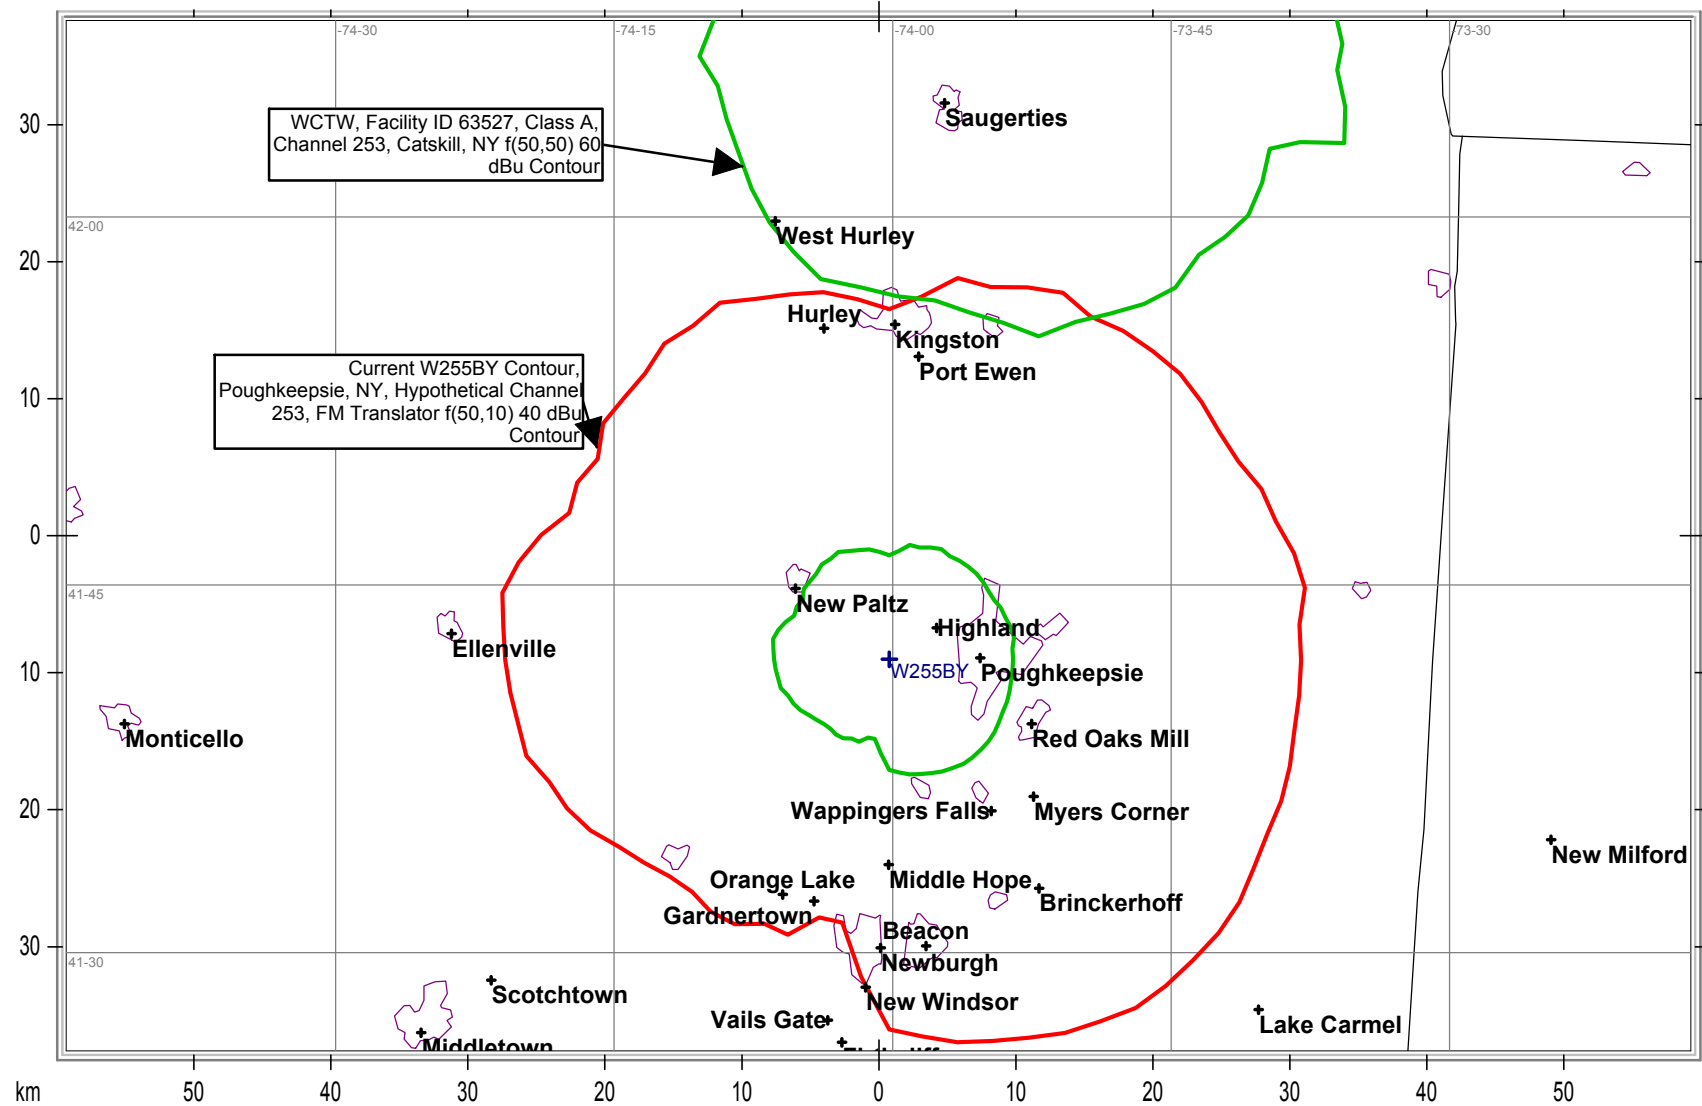 -74-30
-74-15
-74-00
-73-45
-73-30
WCTW, Facility ID 63527, Class A,
Channel 253, Catskill, NY f(50,50) 60
dBu Contour
Saugerties
30
42-00
West Hurley
20
Hurley
Kingston
Port Ewen
Current W255BY Contour,
Poughkeepsie, NY, Hypothetical Channel
253, FM Translator f(50,10) 40 dBu
Contour
10
0
41-45
New Paltz
Highland
Ellenville
W255BY
Poughkeepsie
10
Monticello
Red Oaks Mill
Wappingers Falls
Myers Corner
20
New Milford
Orange Lake
Middle Hope
Brinckerhoff
Gardnertown
Beacon
30
41-30
Newburgh
Scotchtown
New Windsor
Vails Gate
Lake Carmel
Middletown
km
50
40
30
20
10
0
10
20
30
40
50